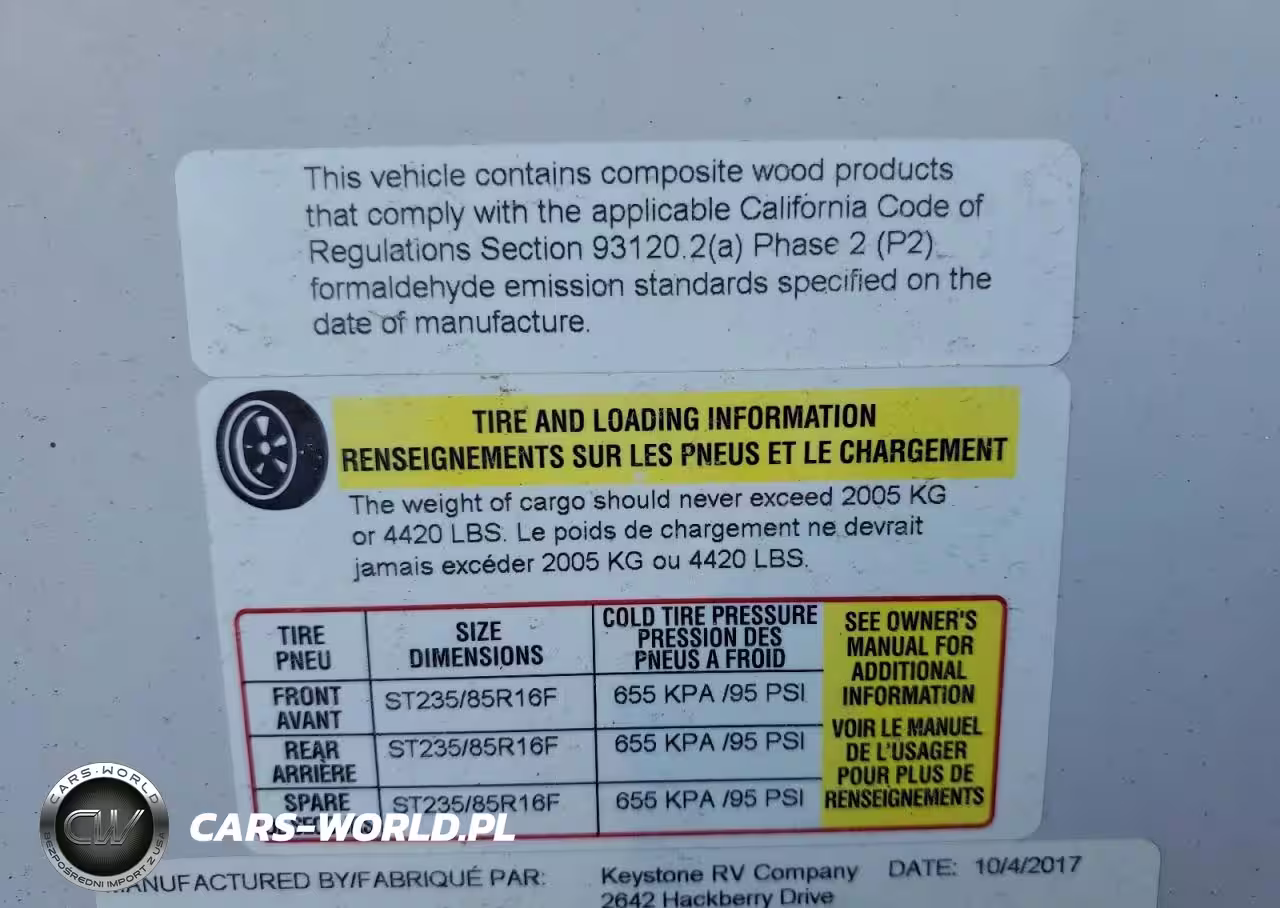 This vehicle contains composite wood products
that comply with the applicable California Code of
Regulations Section 93120.2(a) Phase 2 (P2)
formaldehyde emission standards specified on the
date of manufacture.
TIRE AND LOADING INFORMATION
RENSEIGNEMENTS SUR LES PNEUS ET LE CHARGEMENT
The weight of cargo should never exceed 2005 KG
or 4420 LBS. Le poids de chargement ne devrait
jamais excéder 2005 KG ou 4420 LBS.
TIRE
PNEU
SIZE
DIMENSIONS
COLD TIRE PRESSURE
PRESSION DES
PNEUS A FROID
FRONT
AVANT
ST235/85R16F
655 KPA /95 PSI
REAR
ARRIÈRE
ST235/85R16F
655 KPA /95 PSI
SPARE
ST235/85R16F
655 KPA /95 PSI
SEE OWNER'S
MANUAL FOR
ADDITIONAL
INFORMATION
VOIR LE MANUEL
DE L'USAGER
POUR PLUS DE
RENSEIGNEMENTS
CARS-WORLD
CW
BEZPOŚREDNI IMPORT Z USA
CARS-WORLD.PL
MANUFACTURED BY/FABRIQUÉ PAR: Keystone RV Company DATE: 10/4/2017
2642 Hackberry Drive